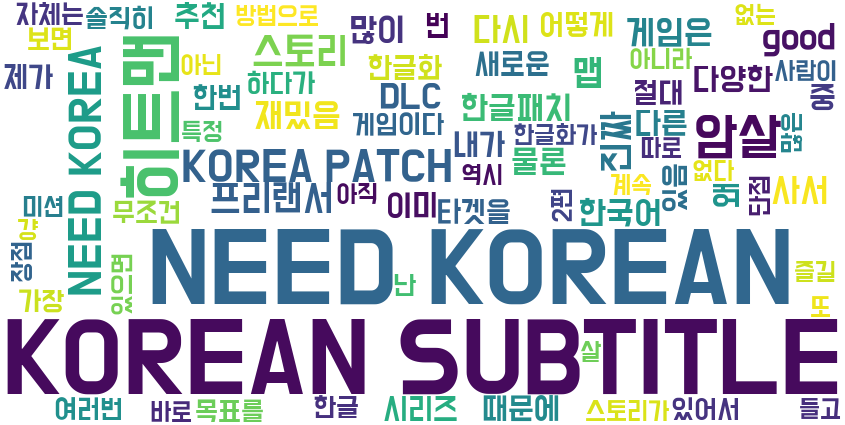 자체는 솔직히 추천 방법으로 많이 번 다시 어떻게 게임은 없는 good
보면 히트맨 아닌 스토리 한글화 새로운 맵 아니라 다양한 사람이
제가 NEED KOREA 한번 하다가 DLC 한글패치 절대 중
특정 재밌음 게임이다 한글화가 진짜 다른 암살 많은
KOREA PATCH 내가 물론 따로
역시 없다
미션 무조건 프리랜서 아직 이미 타겟을 2편 한국어 계속 있음 왜 단점 사서
걍
장점 있으면 NEED KOREAN 즐길
가장 난 또
KOREAN SUBTITLE
살
여러번 바로 목표를 한글 시리즈 때문에 스토리가 있어서 들고